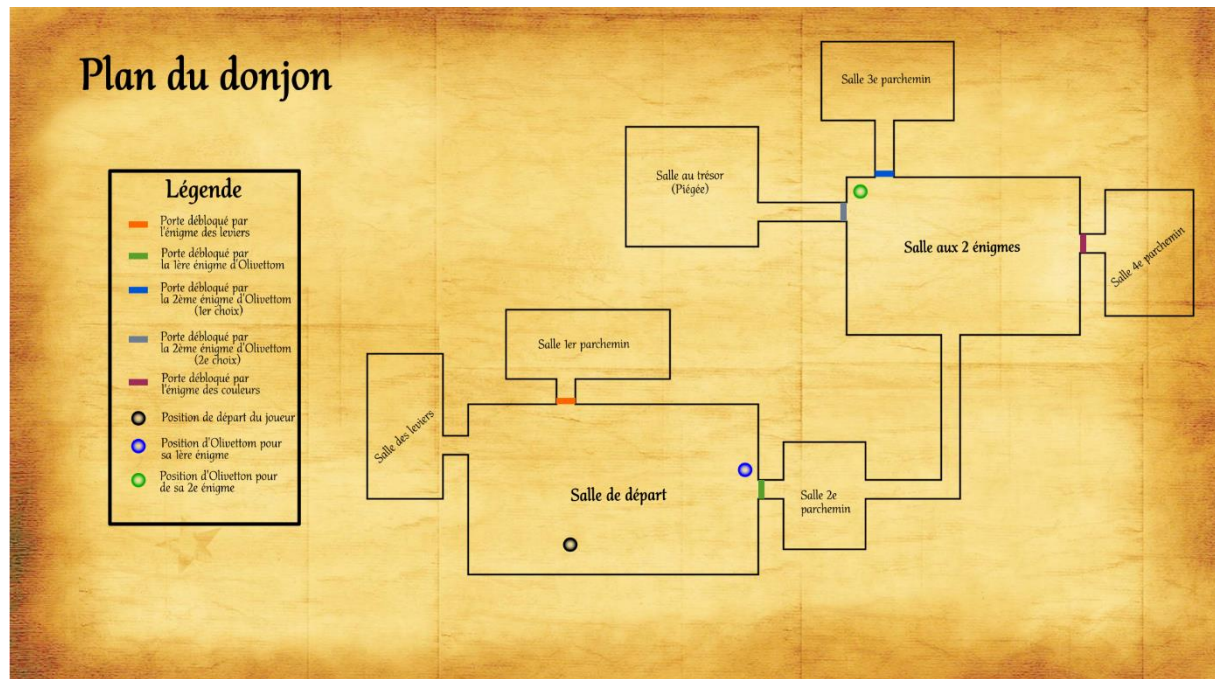 Plan du donjon
Légende
Porte débloqué par
l'énigme des leviers
Porte débloqué par
la 1ère énigme d'Olivettom
Porte débloqué par
la 2ème énigme d'Olivettom
(1er choix)
Porte débloqué par
la 2ème énigme d'Olivettom
(2e choix)
Porte débloqué par
l'énigme des couleurs
Position de départ du joueur
Position d'Olivettom pour
sa 1ère énigme
Position d'Olivetton pour
de sa 2e énigme
Salle 3e parchemin
Salle au trésor
(Piégée)
Salle aux 2 énigmes
Salle 4e parchemin
Salle 1er parchemin
Salle des leviers
Salle de départ
Salle 2e
parchemin